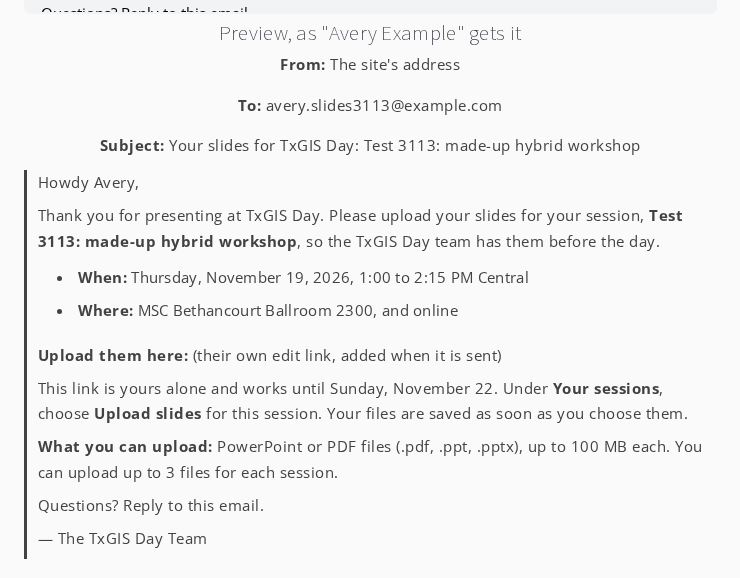 Questions? Reply to this email.
Preview, as "Avery Example" gets it
From: The site's address
To: avery.slides3113@example.com
Subject: Your slides for TxGIS Day: Test 3113: made-up hybrid workshop
Howdy Avery,
Thank you for presenting at TxGIS Day. Please upload your slides for your session, Test
3113: made-up hybrid workshop, so the TxGIS Day team has them before the day.
• When: Thursday, November 19, 2026, 1:00 to 2:15 PM Central
• Where: MSC Bethancourt Ballroom 2300, and online
Upload them here: (their own edit link, added when it is sent)
This link is yours alone and works until Sunday, November 22. Under Your sessions,
choose Upload slides for this session. Your files are saved as soon as you choose them.
What you can upload: PowerPoint or PDF files (.pdf, .ppt, .pptx), up to 100 MB each. You
can upload up to 3 files for each session.
Questions? Reply to this email.
— The TxGIS Day Team